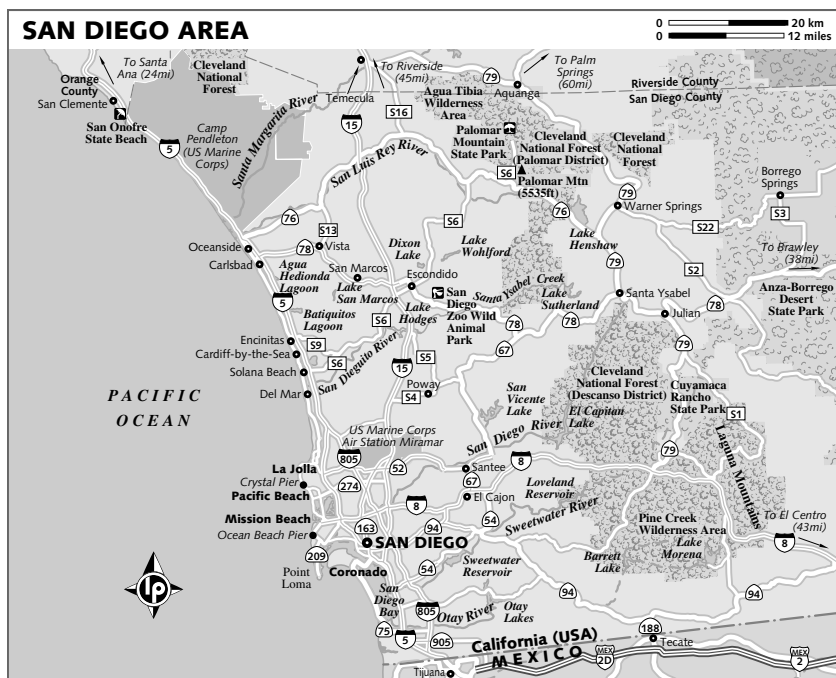 SAN DIEGO AREA
0 20 km
0 12 miles
To Santa
Ana (24mi)
Cleveland
National
Forest
To Riverside
(45mi)
79
To Palm
Springs
(60mi)
Riverside County
San Diego County
Orange
County
San Clemente
San Onofre
State Beach
Temecula
Agua Tibia
Wilderness
Area
Aquanga
S16
15
Santa Margarita River
Camp
Pendleton
(US Marine
Corps)
5
Palomar
Mountain
State Park
Cleveland
National Forest
(Palomar District)
Cleveland
National
Forest
San Luis Rey River
S6
Palomar Mtn
(5535ft)
Borrego
Springs
79
Warner Springs
76
76
S6
S3
S22
S13
78
Vista
Oceanside
Carlsbad
Dixon
Lake
Lake
Wohlford
Lake
Henshaw
79
S2
To Brawley
(38mi)
Agua
Hedionda
Lagoon
San Marcos
Lake
San Marcos
Escondido
San
Diego
Zoo Wild
Animal
Park
Santa Ysabel Creek
Lake
Sutherland
Santa Ysabel
Julian
78
Anza-Borrego
Desert
State Park
5
Batiquitos
Lagoon
S6
Lake
Hodges
78
78
67
79
Encinitas
Cardiff-by-the-Sea
Solana Beach
Del Mar
S9
S6
San Dieguito River
S5
15
Poway
S4
Cleveland
National Forest
(Descanso District)
Cuyamaca
Rancho
State Park
S1
PACIFIC
OCEAN
San
Vicente
Lake
El Capitan
Lake
US Marine Corps
Air Station Miramar
San Diego River
79
Laguna Mountains
805
52
Santee
8
La Jolla
Crystal Pier
Pacific Beach
274
67
El Cajon
Loveland
Reservoir
8
Mission Beach
Ocean Beach Pier
163
94
54
Sweetwater River
Pine Creek
Wilderness Area
Lake
Morena
To El Centro
(43mi)
8
SAN DIEGO
209
Point
Loma
Coronado
54
Sweetwater
Reservoir
Barrett
Lake
San
Diego
Bay
805
Otay River
Otay
Lakes
94
94
75
5
905
188
Tecate
California (USA)
MEXICO
Tijuana
MEX
2D
MEX
2
lp